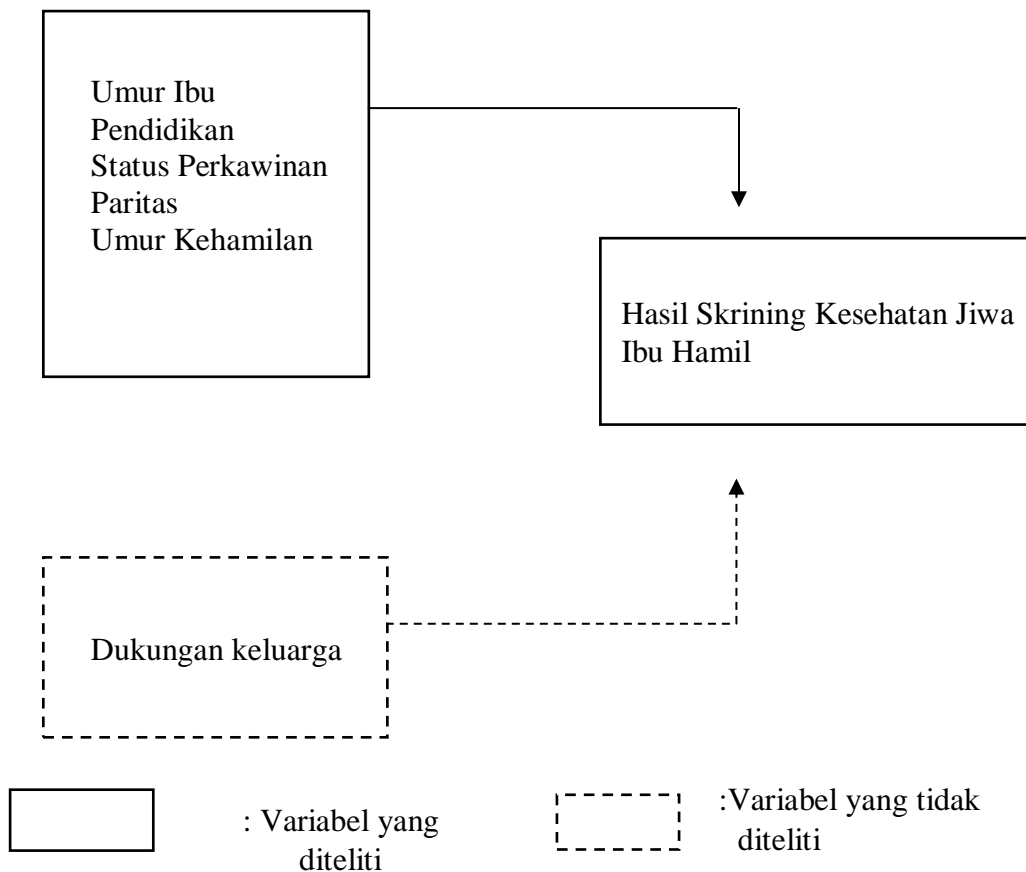 Umur Ibu
Pendidikan
Status Perkawinan
Paritas
Umur Kehamilan
Hasil Skrining Kesehatan Jiwa
Ibu Hamil
Dukungan keluarga
: Variabel yang
diteliti
:Variabel yang tidak
diteliti